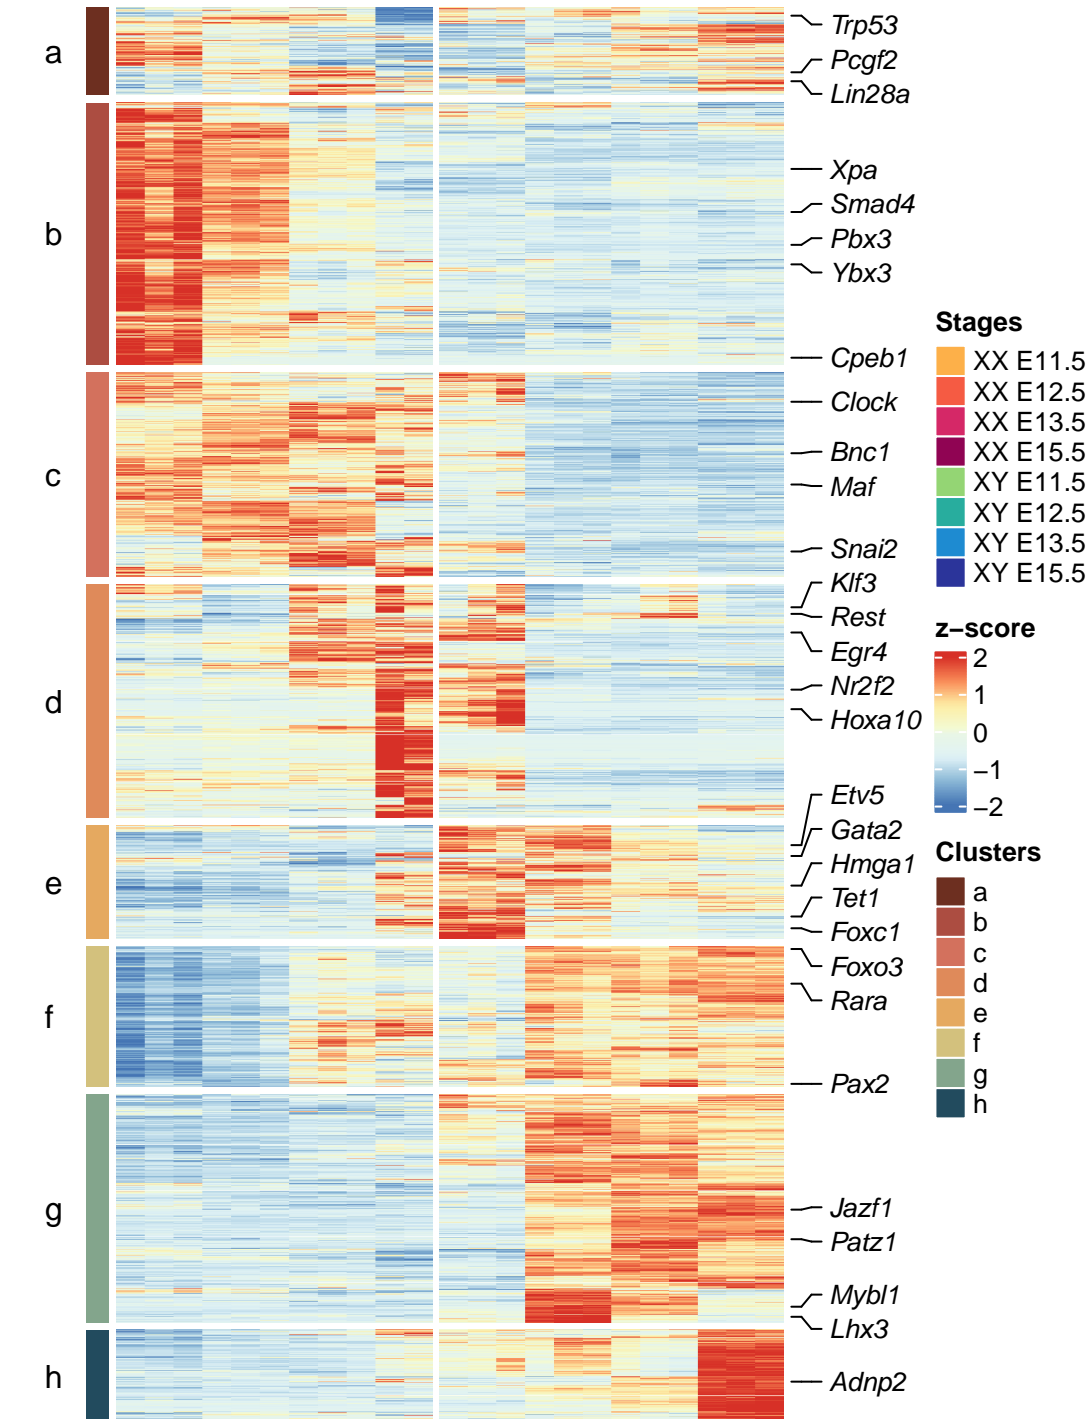 a
b
c
d
e
f
g
h
Trp53
Pcgf2
Lin28a
Xpa
Smad4
Pbx3
Ybx3
Cpeb1
Clock
Bnc1
Maf
Snai2
Klf3
Rest
Egr4
Nr2f2
Hoxa10
Etv5
Gata2
Hmga1
Tet1
Foxc1
Foxo3
Rara
Pax2
Jazf1
Patz1
Mybl1
Lhx3
Adnp2
Stages
XX E11.5
XX E12.5
XX E13.5
XX E15.5
XY E11.5
XY E12.5
XY E13.5
XY E15.5
z−score
2
1
0
−1
−2
Clusters
a
b
c
d
e
f
g
h